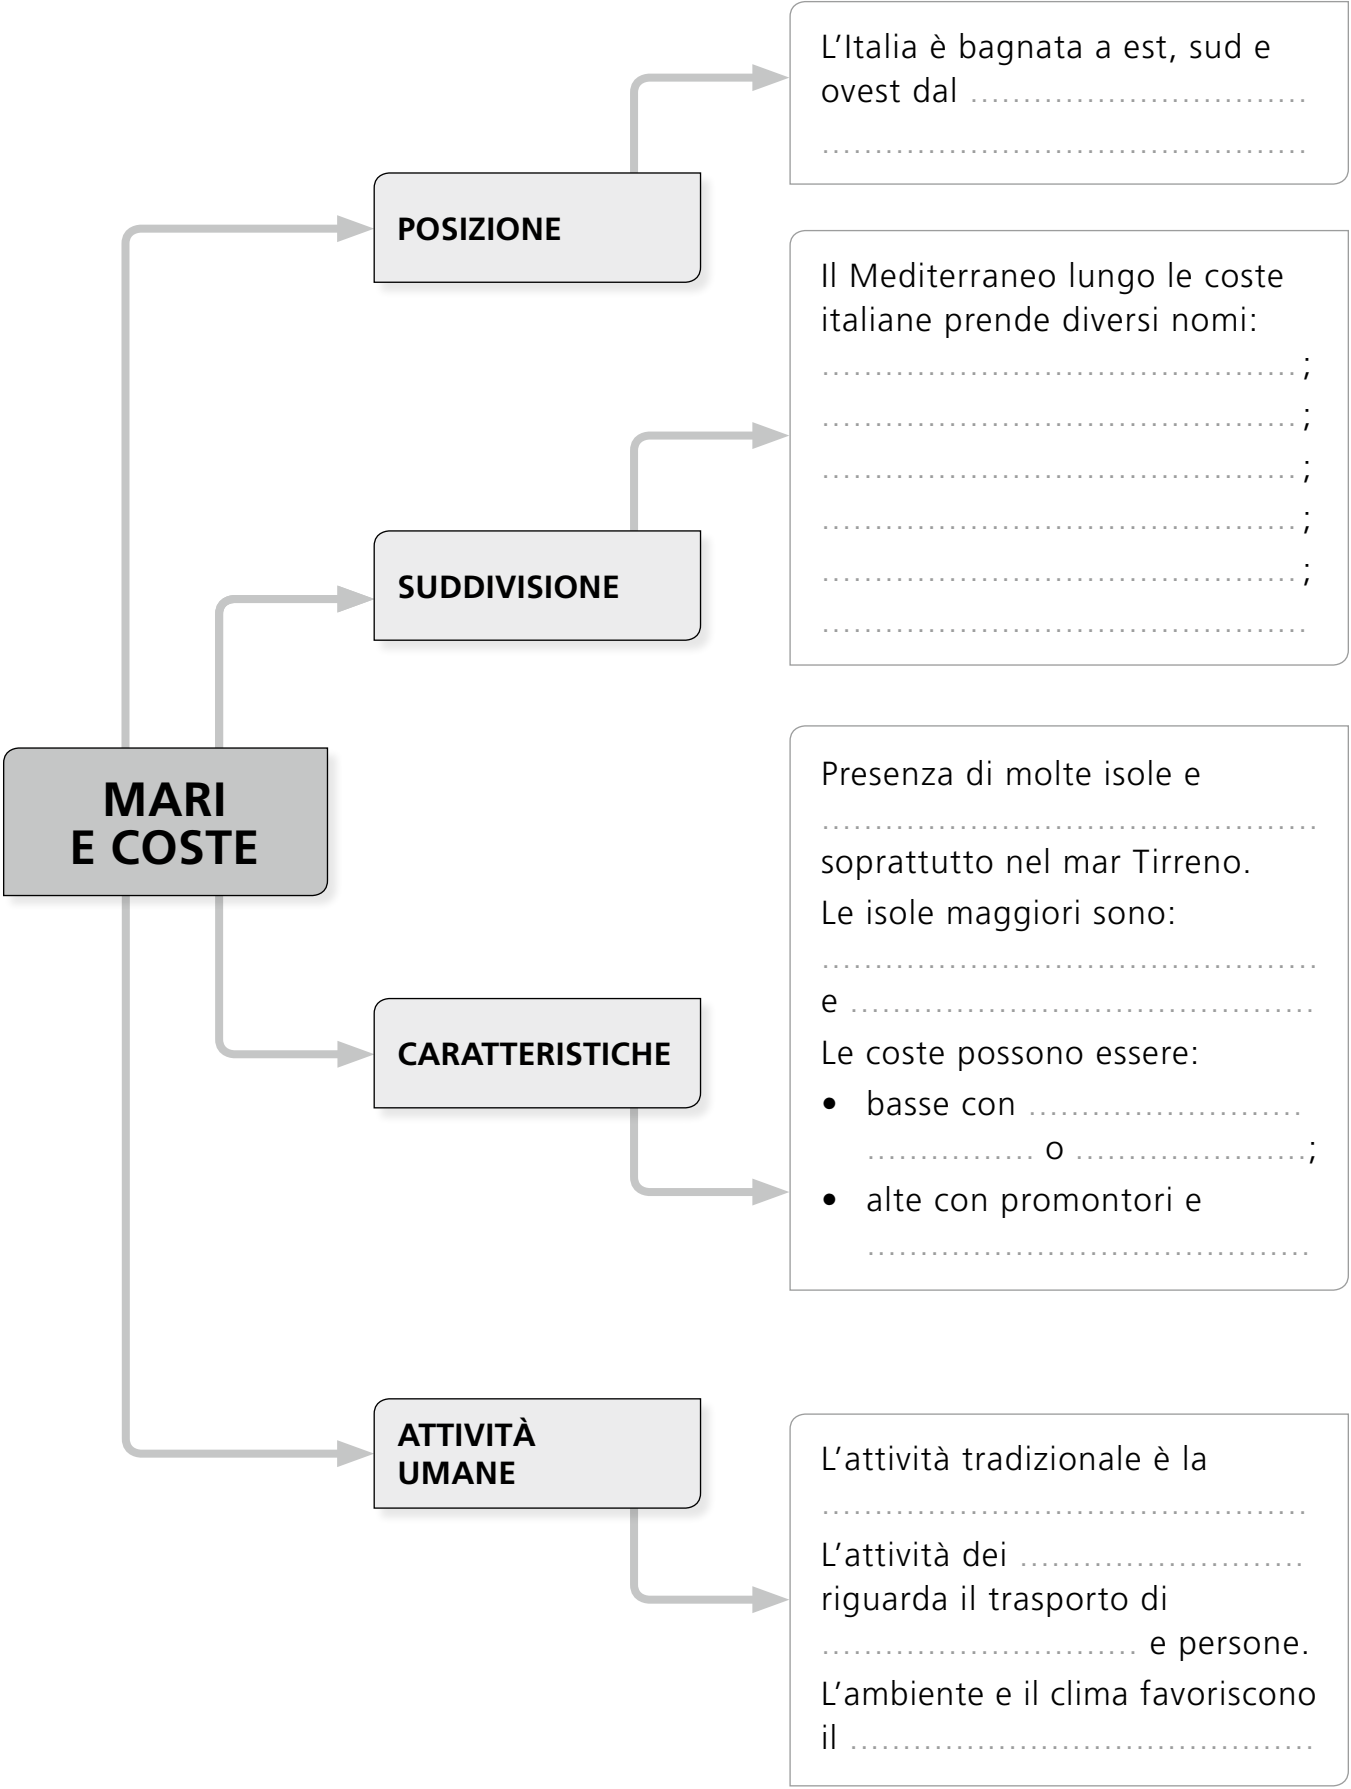 MARI
E COSTE
POSIZIONE
L'Italia è bagnata a est, sud e
ovest dal ................................
..............................................
SUDDIVISIONE
Il Mediterraneo lungo le coste
italiane prende diversi nomi:
............................................. ;
............................................. ;
............................................. ;
............................................. ;
............................................. ;
..............................................
CARATTERISTICHE
Presenza di molte isole e
...............................................
soprattutto nel mar Tirreno.
Le isole maggiori sono:
...............................................
e ............................................
Le coste possono essere:
• basse con ..........................
................ o ......................;
• alte con promontori e
..........................................
ATTIVITÀ
UMANE
L'attività tradizionale è la
..............................................
L'attività dei ...........................
riguarda il trasporto di
.............................. e persone.
L'ambiente e il clima favoriscono
il ............................................